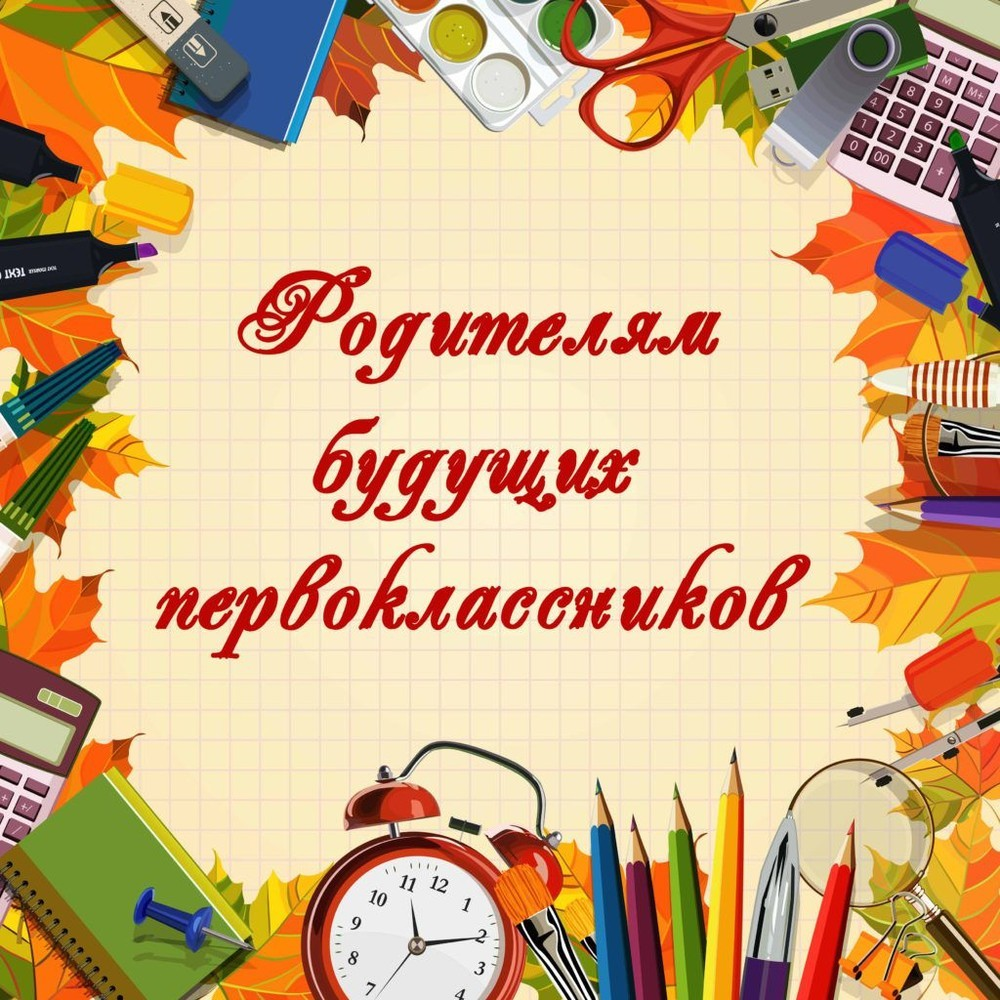 Родителям
будущих
первоклассников